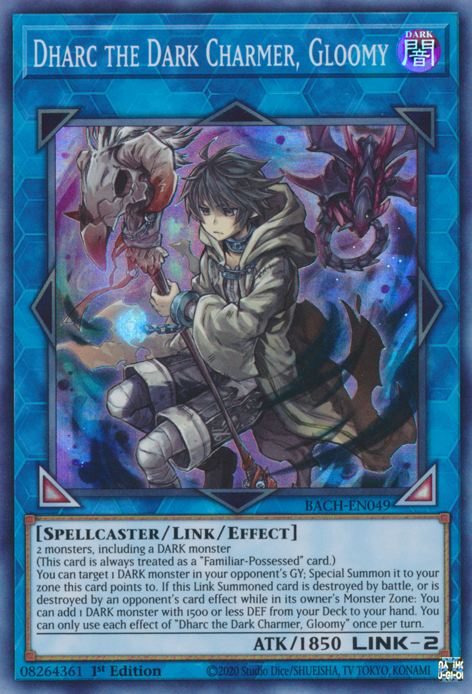 DHARC THE DARK CHARMER, GLOOMY
DARK
闇
BACH-EN049
[SPELLCASTER/LINK/EFFECT]
2 monsters, including a DARK monster
(This card is always treated as a "Familiar-Possessed" card.)
You can target 1 DARK monster in your opponent's GY; Special Summon it to your
zone this card points to. If this Link Summoned card is destroyed by battle, or is
destroyed by an opponent's card effect while in its owner's Monster Zone: You can
add 1 DARK monster with 1500 or less DEF from your Deck to your hand. You
can only use each effect of "Dharc the Dark Charmer, Gloomy" once per turn.
ATK/1850 LINK-2
08264361 1st Edition ©2020 Studio Dice/SHUEISHA, TV TOKYO, KONAMI